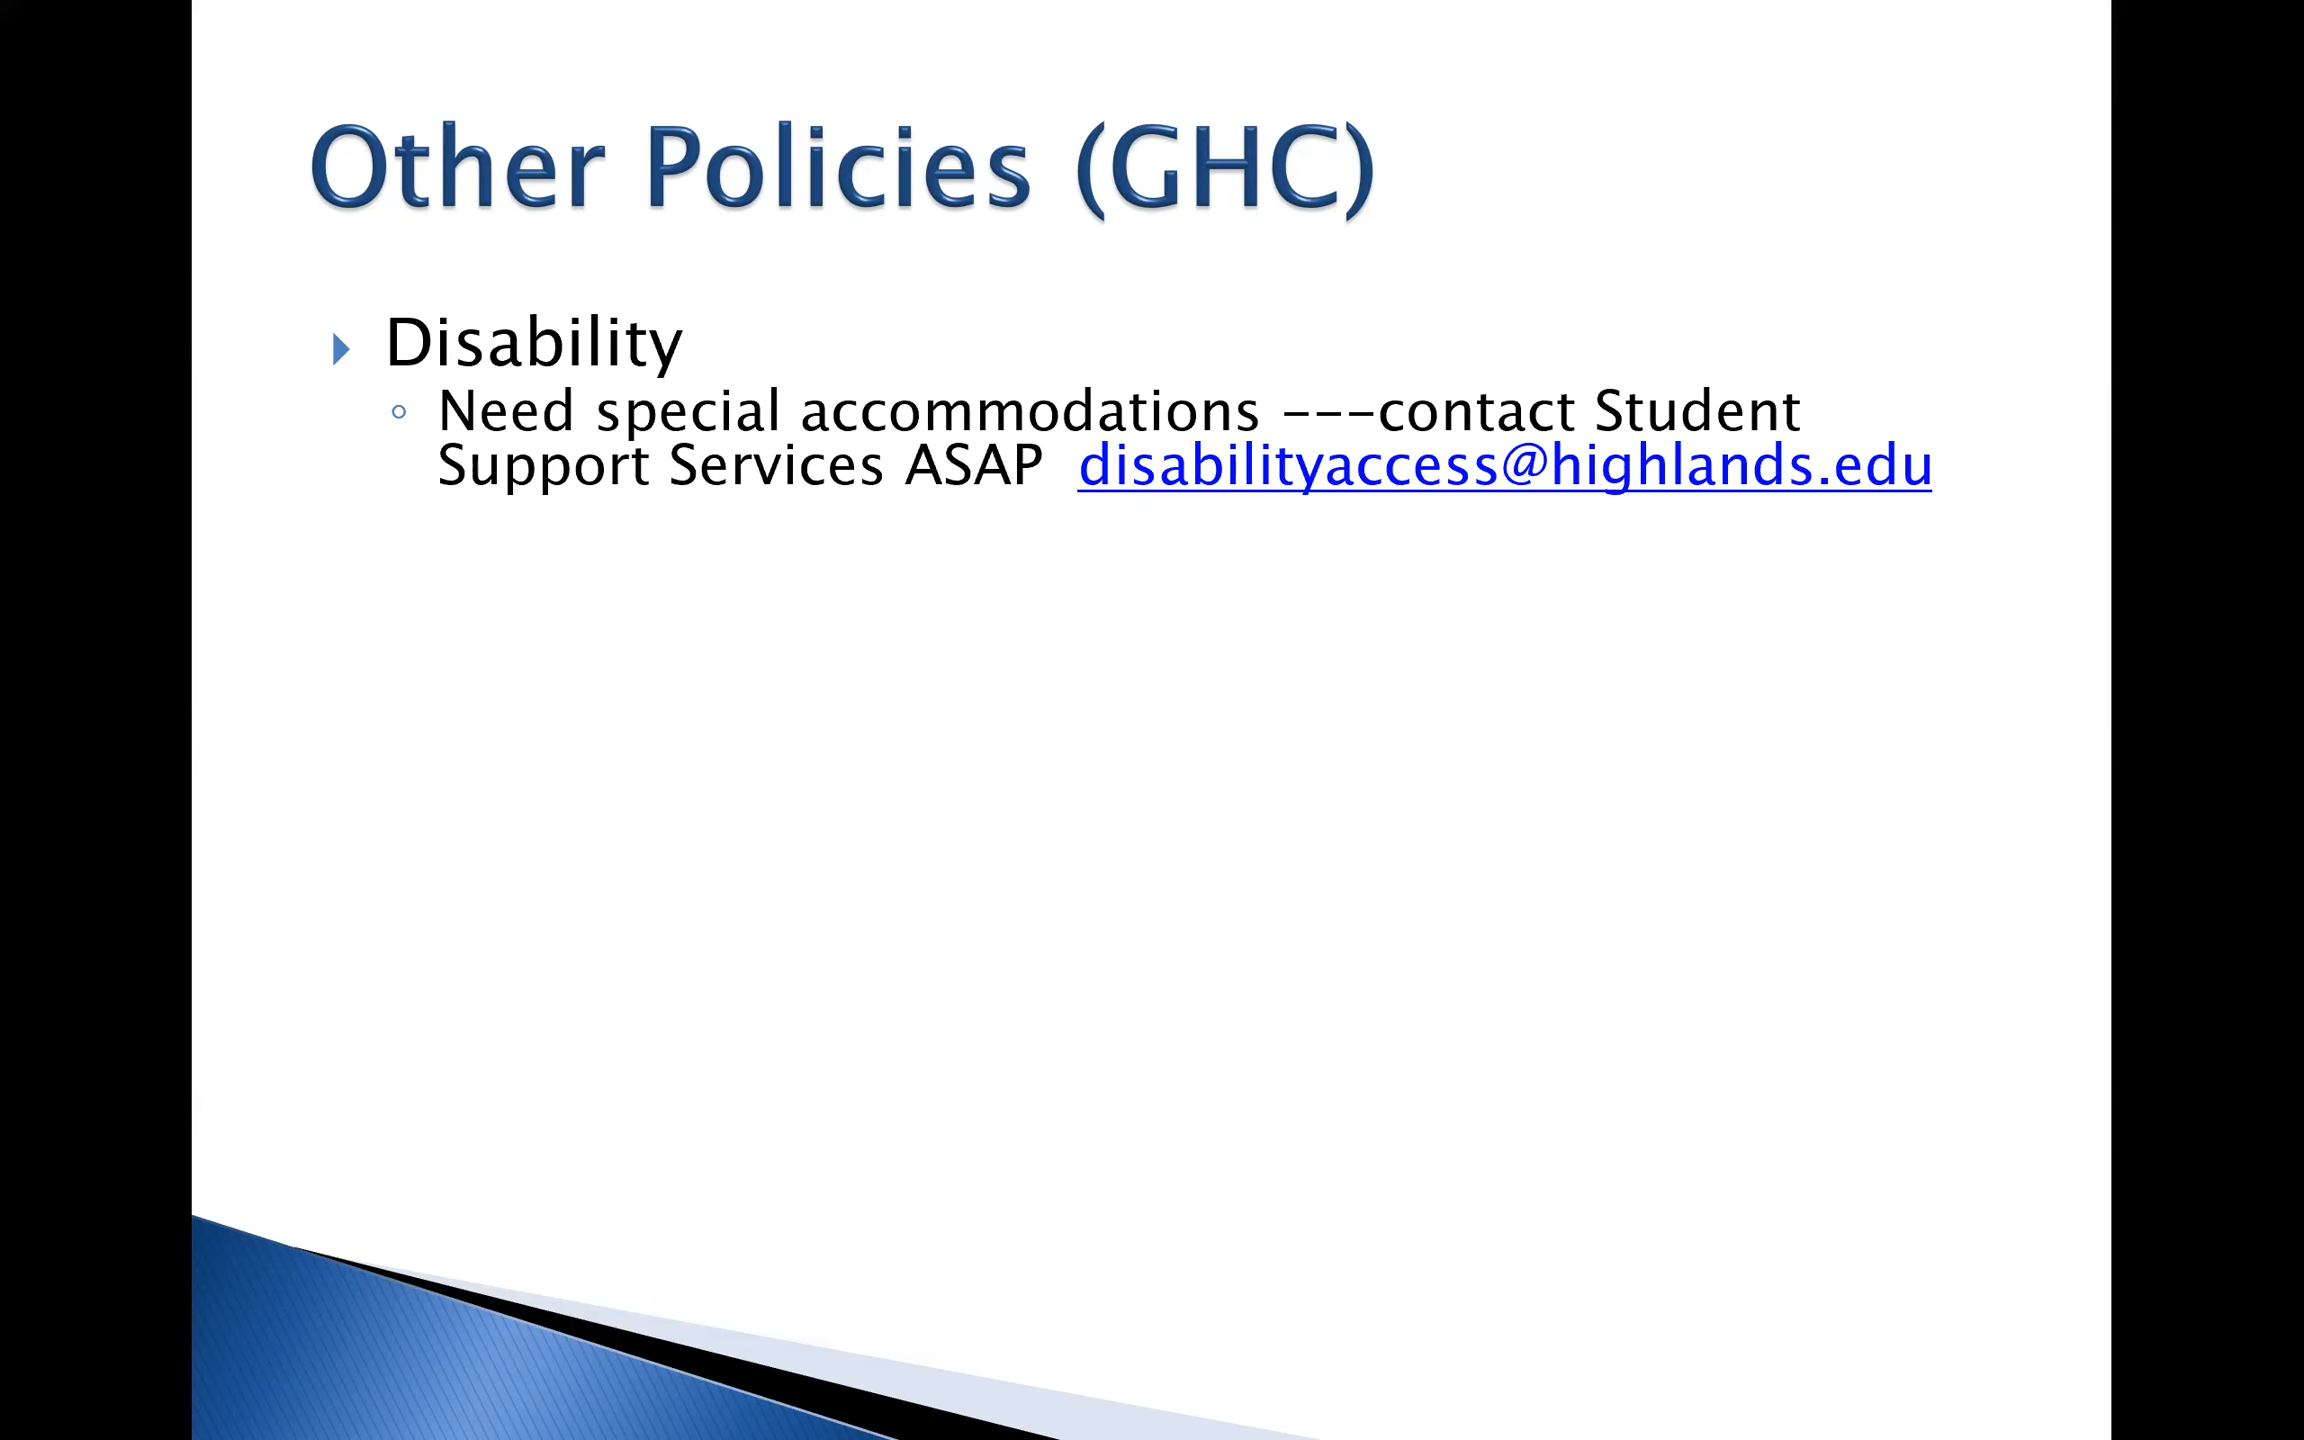 Other Policies (GHC)
Disability
Need special accommodations ---contact Student
Support Services ASAP disabilityaccess@highlands.edu